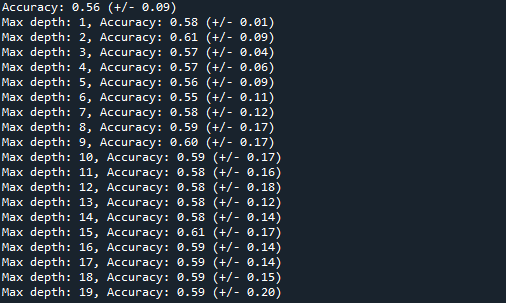 Accuracy: 0.56 (+/- 0.09)
Max depth: 1, Accuracy: 0.58 (+/- 0.01)
Max depth: 2, Accuracy: 0.61 (+/- 0.09)
Max depth: 3, Accuracy: 0.57 (+/- 0.04)
Max depth: 4, Accuracy: 0.57 (+/- 0.06)
Max depth: 5, Accuracy: 0.56 (+/- 0.09)
Max depth: 6, Accuracy: 0.55 (+/- 0.11)
Max depth: 7, Accuracy: 0.58 (+/- 0.12)
Max depth: 8, Accuracy: 0.59 (+/- 0.17)
Max depth: 9, Accuracy: 0.60 (+/- 0.17)
Max depth: 10, Accuracy: 0.59 (+/- 0.17)
Max depth: 11, Accuracy: 0.58 (+/- 0.16)
Max depth: 12, Accuracy: 0.58 (+/- 0.18)
Max depth: 13, Accuracy: 0.58 (+/- 0.12)
Max depth: 14, Accuracy: 0.58 (+/- 0.14)
Max depth: 15, Accuracy: 0.61 (+/- 0.17)
Max depth: 16, Accuracy: 0.59 (+/- 0.14)
Max depth: 17, Accuracy: 0.59 (+/- 0.14)
Max depth: 18, Accuracy: 0.59 (+/- 0.15)
Max depth: 19, Accuracy: 0.59 (+/- 0.20)